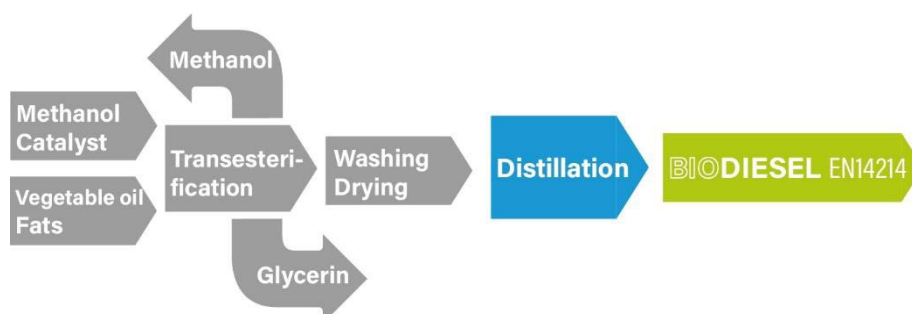 Methanol
Methanol
Catalyst
Transesteri-
fication
Washing
Drying
Distillation
BIODIESEL EN14214
Vegetable oil
Fats
Glycerin